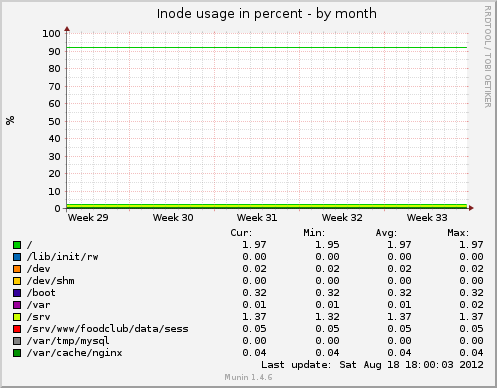 Inode usage in percent - by month
RRDTOOL / TOBI OETIKER
%
100
90
80
70
60
50
40
30
20
10
0
Week 29 Week 30 Week 31 Week 32 Week 33
Cur: Min: Avg: Max:
/ 1.97 1.95 1.97 1.97
/lib/init/rw 0.00 0.00 0.00 0.00
/dev 0.02 0.02 0.02 0.02
/dev/shm 0.00 0.00 0.00 0.00
/boot 0.32 0.32 0.32 0.32
/var 0.01 0.01 0.01 0.02
/srv 1.37 1.32 1.37 1.37
/srv/www/foodclub/data/sess 0.05 0.05 0.05 0.05
/var/tmp/mysql 0.00 0.00 0.00 0.00
/var/cache/nginx 0.04 0.04 0.04 0.04
Last update: Sat Aug 18 18:00:03 2012
Munin 1.4.6